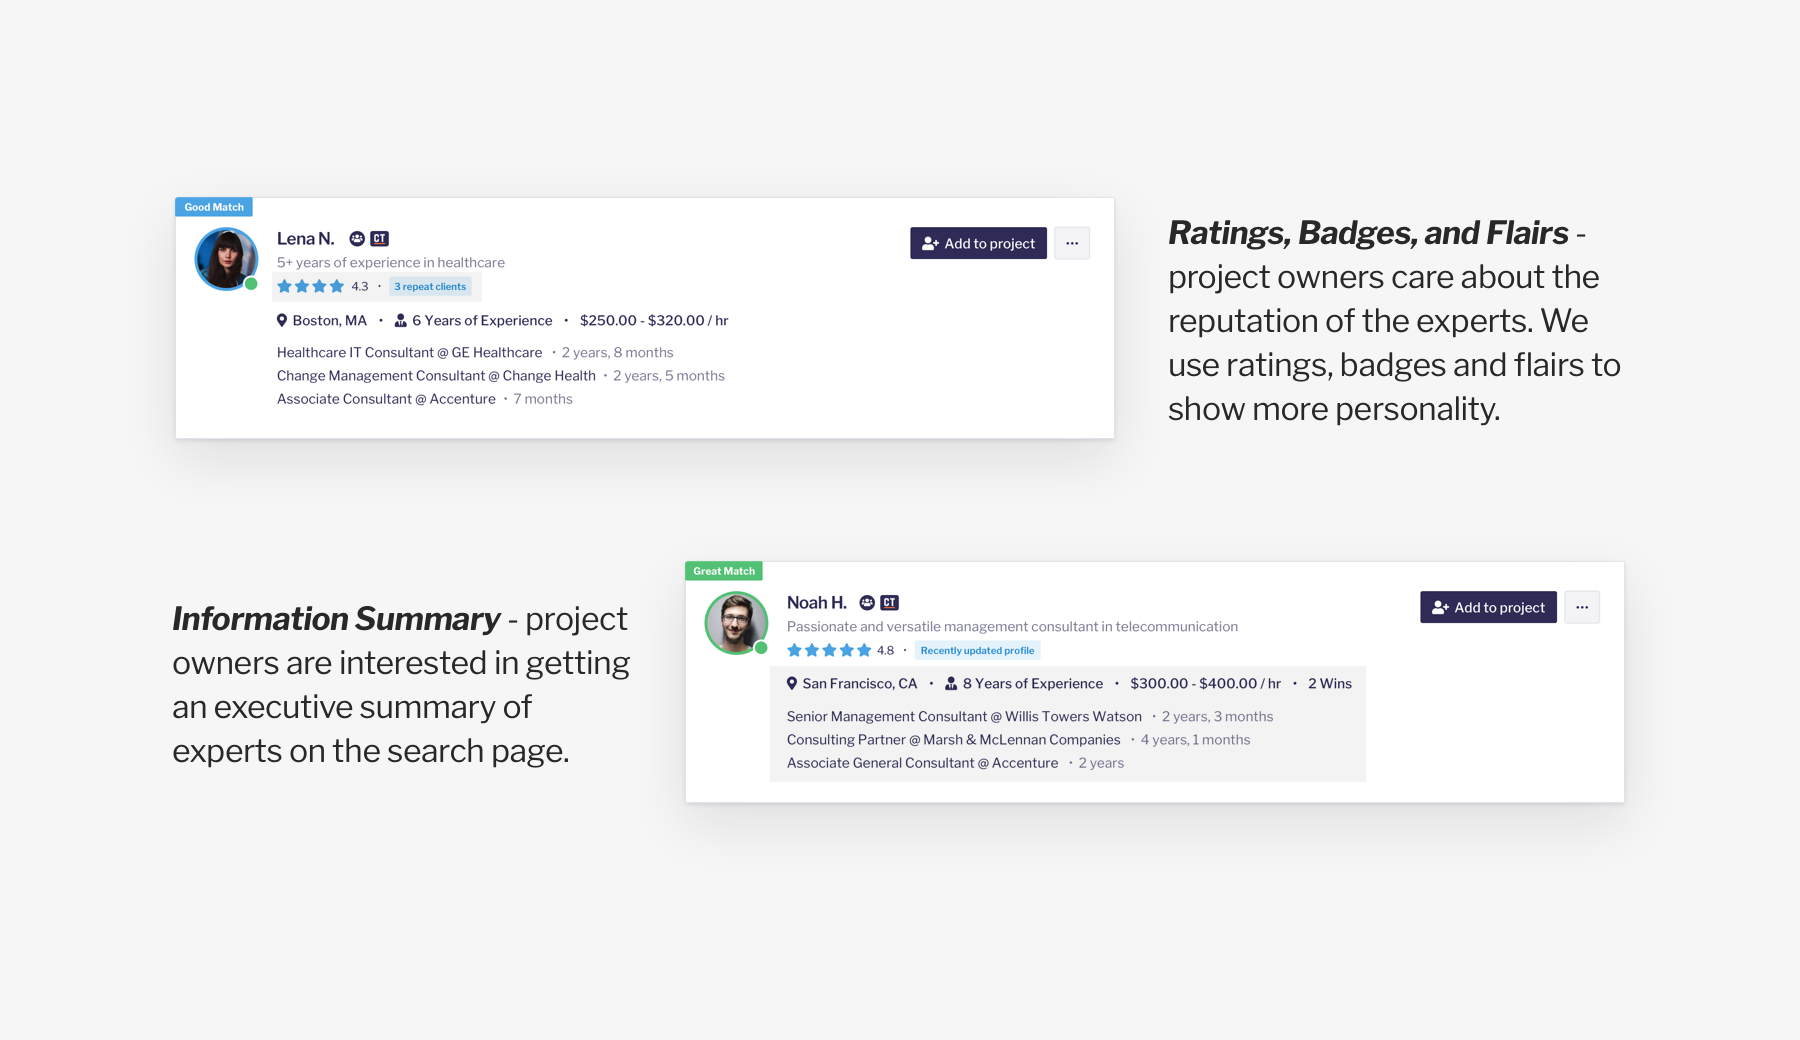 Good Match
Lena N. CT
5+ years of experience in healthcare
4.3 • 3 repeat clients
Boston, MA • 6 Years of Experience • $250.00 - $320.00 / hr
Healthcare IT Consultant @ GE Healthcare • 2 years, 8 months
Change Management Consultant @ Change Health • 2 years, 5 months
Associate Consultant @ Accenture • 7 months
Add to project ...
Ratings, Badges, and Flairs -
project owners care about the
reputation of the experts. We
use ratings, badges and flairs to
show more personality.
Information Summary - project
owners are interested in getting
an executive summary of
experts on the search page.
Great Match
Noah H. CT
Passionate and versatile management consultant in telecommunication
4.8 • Recently updated profile
San Francisco, CA • 8 Years of Experience • $300.00 - $400.00 / hr • 2 Wins
Senior Management Consultant @ Willis Towers Watson • 2 years, 3 months
Consulting Partner @ Marsh & McLennan Companies • 4 years, 1 months
Associate General Consultant @ Accenture • 2 years
Add to project ...